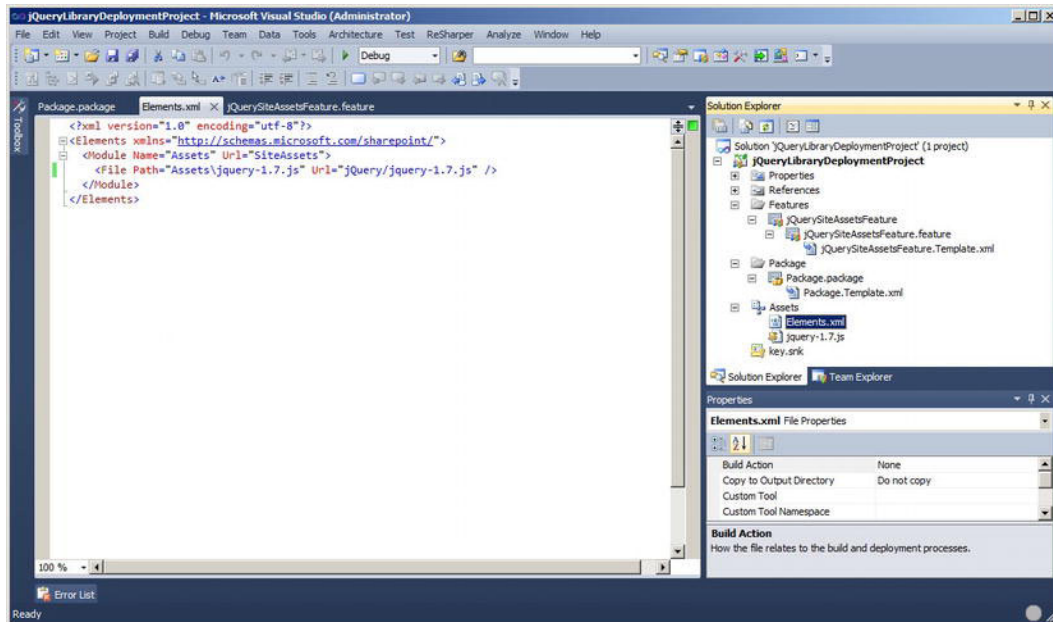 jQueryLibraryDeploymentProject - Microsoft Visual Studio (Administrator)
File Edit View Project Build Debug Team Data Tools Architecture Test ReSharper Analyze Window Help
Debug
Toolbox
Package.package Elements.xml jQuerySiteAssetsFeature.feature
<?xml version="1.0" encoding="utf-8"?>
<Elements xmlns="http://schemas.microsoft.com/sharepoint/">
<Module Name="Assets" Url="SiteAssets">
<File Path="Assets\jquery-1.7.js" Url="jQuery/jquery-1.7.js" />
</Module>
</Elements>
100 %
Solution Explorer
Solution 'jQueryLibraryDeploymentProject' (1 project)
jQueryLibraryDeploymentProject
Properties
References
Features
jQuerySiteAssetsFeature
jQuerySiteAssetsFeature.feature
jQuerySiteAssetsFeature.Template.xml
Package
Package.package
Package.Template.xml
Assets
Elements.xml
jquery-1.7.js
key.snk
Solution Explorer Team Explorer
Properties
Elements.xml File Properties
Build Action None
Copy to Output Directory Do not copy
Custom Tool
Custom Tool Namespace
Build Action
How the file relates to the build and deployment processes.
Error List
Ready